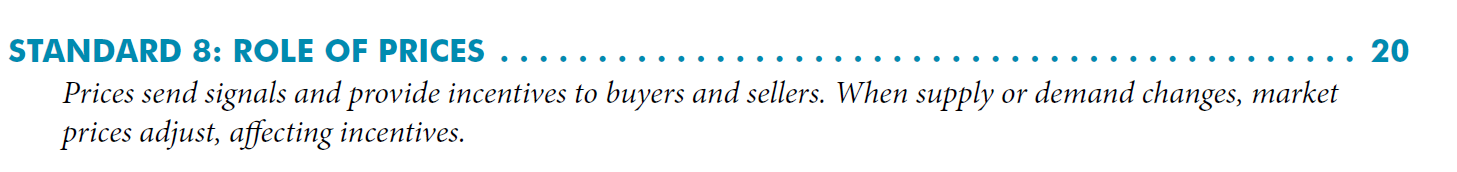 STANDARD 8: ROLE OF PRICES . . . . . . . . . . . . . . . . . . . . . . . . . . . . . . . . . . . . . . . . . . . . 20
Prices send signals and provide incentives to buyers and sellers. When supply or demand changes, market
prices adjust, affecting incentives.